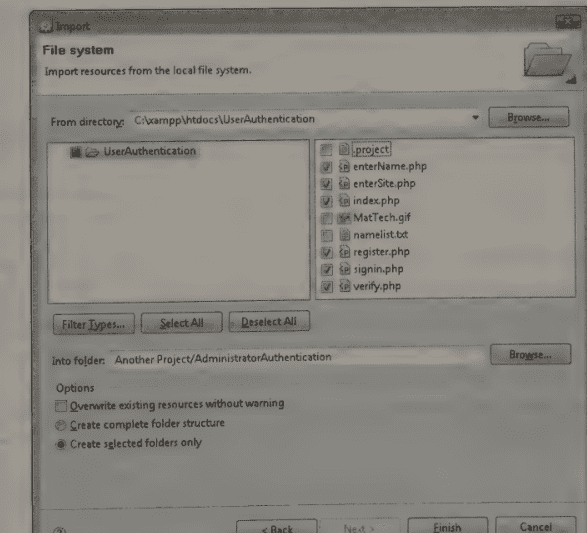 Import
File system
Import resources from the local file system.
From directory: C:\xampp\htdocs\UserAuthentication
Browse...
UserAuthentication
.project
enterName.php
enterSite.php
index.php
MatTech.gif
namelist.txt
register.php
signin.php
verify.php
Filter Types...
Select All
Deselect All
Into folder: Another Project/AdministratorAuthentication
Browse...
Options
Overwrite existing resources without warning
Create complete folder structure
Create selected folders only
< Back
Next >
Finish
Cancel